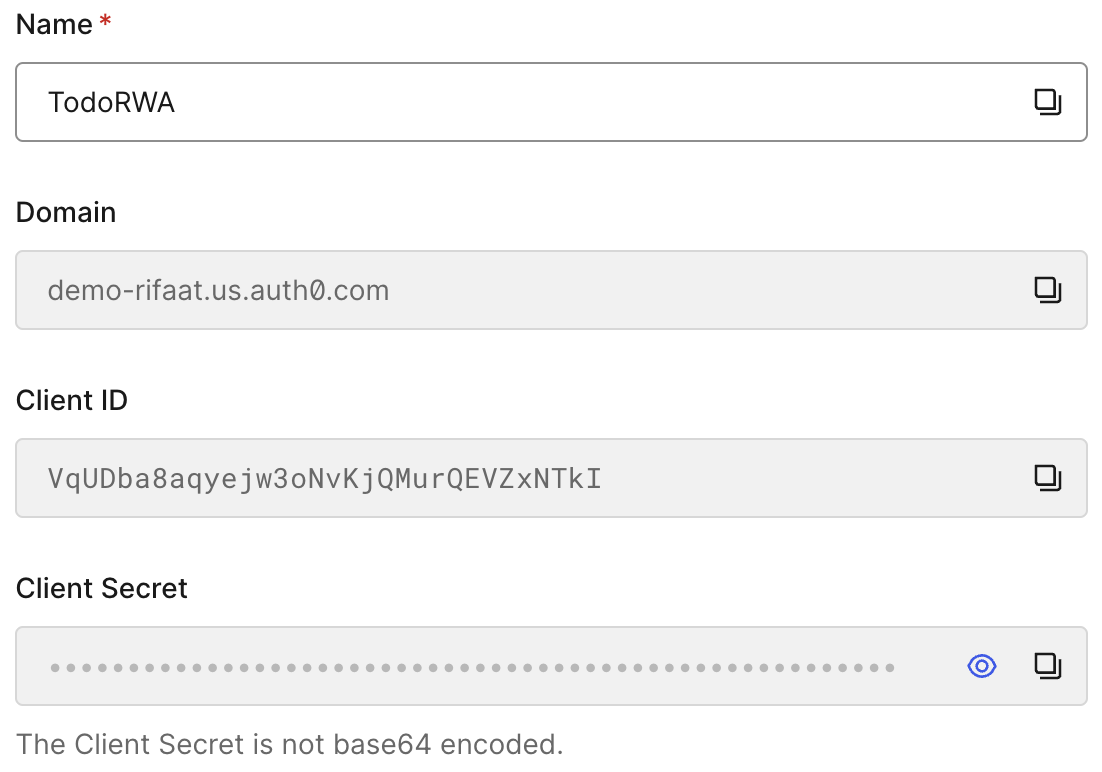 Name *
TodoRWA
Domain
demo-rifaat.us.auth0.com
Client ID
VqUDba8aqyejw3oNvKjQMurQEVZxNTkI
Client Secret
The Client Secret is not base64 encoded.